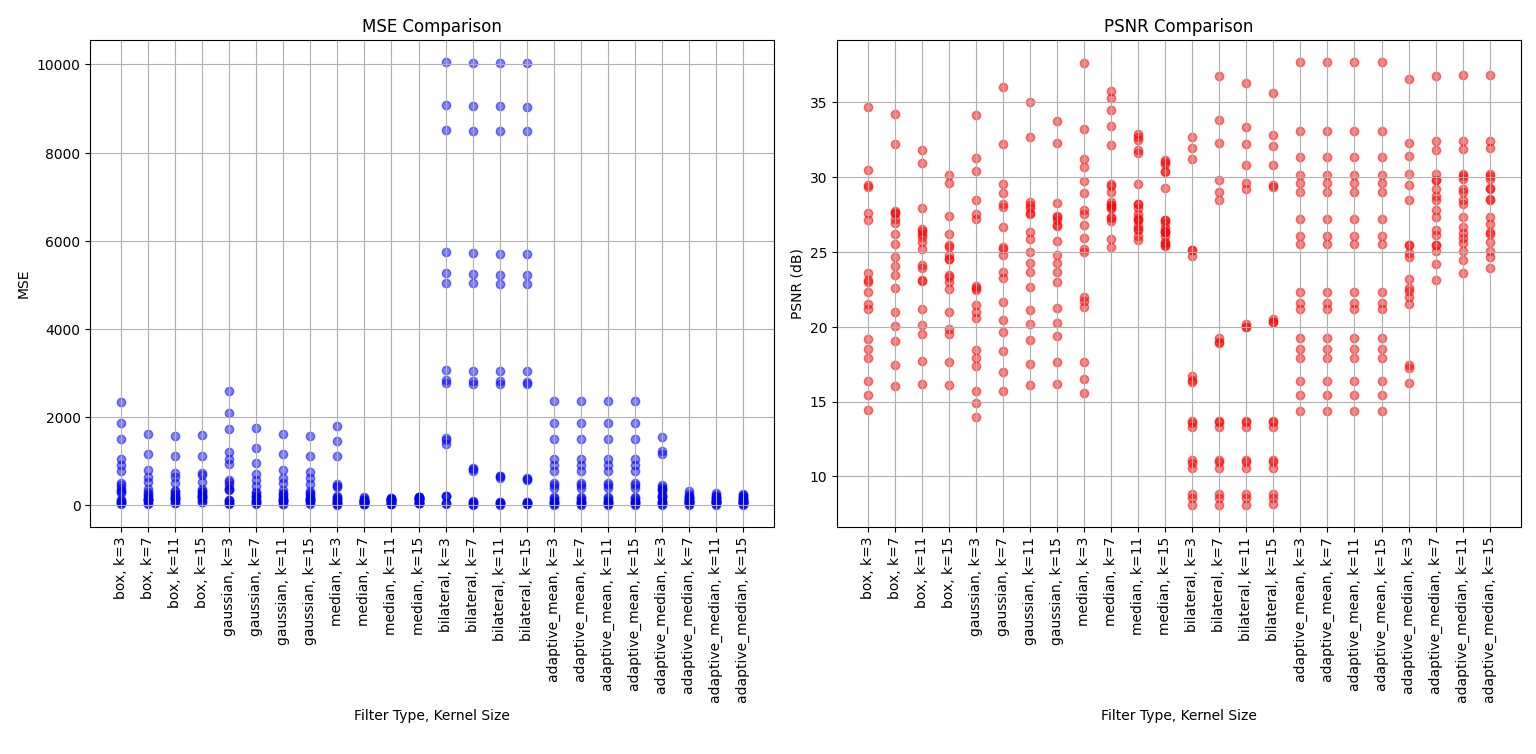 MSE Comparison
MSE
10000
8000
6000
4000
2000
0
box, k=3
box, k=7
box, k=11
box, k=15
gaussian, k=3
gaussian, k=7
gaussian, k=11
gaussian, k=15
median, k=3
median, k=7
median, k=11
median, k=15
bilateral, k=3
bilateral, k=7
bilateral, k=11
bilateral, k=15
adaptive_mean, k=3
adaptive_mean, k=7
adaptive_mean, k=11
adaptive_mean, k=15
adaptive_median, k=3
adaptive_median, k=7
adaptive_median, k=11
adaptive_median, k=15
Filter Type, Kernel Size
PSNR Comparison
PSNR (dB)
35
30
25
20
15
10
box, k=3
box, k=7
box, k=11
box, k=15
gaussian, k=3
gaussian, k=7
gaussian, k=11
gaussian, k=15
median, k=3
median, k=7
median, k=11
median, k=15
bilateral, k=3
bilateral, k=7
bilateral, k=11
bilateral, k=15
adaptive_mean, k=3
adaptive_mean, k=7
adaptive_mean, k=11
adaptive_mean, k=15
adaptive_median, k=3
adaptive_median, k=7
adaptive_median, k=11
adaptive_median, k=15
Filter Type, Kernel Size